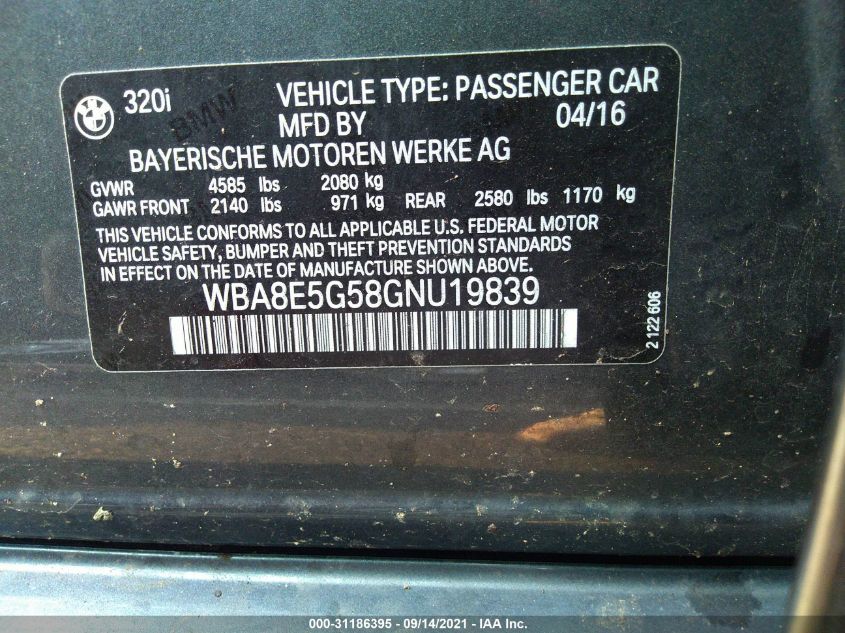 BMW 320i VEHICLE TYPE: PASSENGER CAR
MFD BY 04/16
BAYERISCHE MOTOREN WERKE AG
GVWR 4585 lbs 2080 kg
GAWR FRONT 2140 lbs 971 kg REAR 2580 lbs 1170 kg
THIS VEHICLE CONFORMS TO ALL APPLICABLE U.S. FEDERAL MOTOR
VEHICLE SAFETY, BUMPER AND THEFT PREVENTION STANDARDS
IN EFFECT ON THE DATE OF MANUFACTURE SHOWN ABOVE.
WBA8E5G58GNU19839
2 122 606
000-31186395 - 09/14/2021 - IAA Inc.